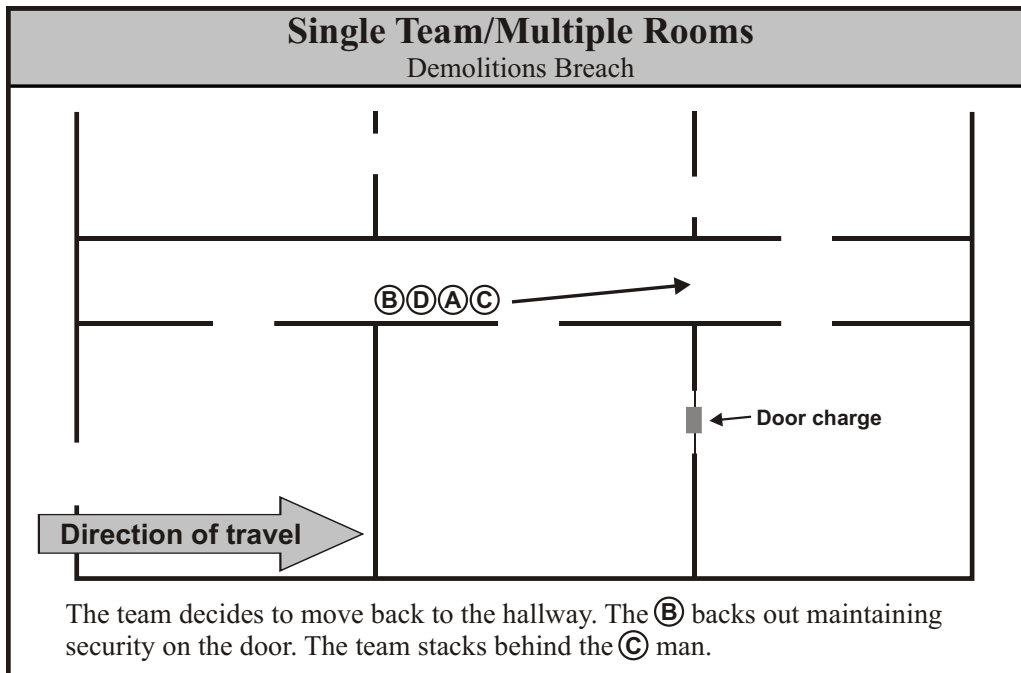 Single Team/Multiple Rooms
Demolitions Breach
B D A C
Door charge
Direction of travel
The team decides to move back to the hallway. The B backs out maintaining
security on the door. The team stacks behind the C man.